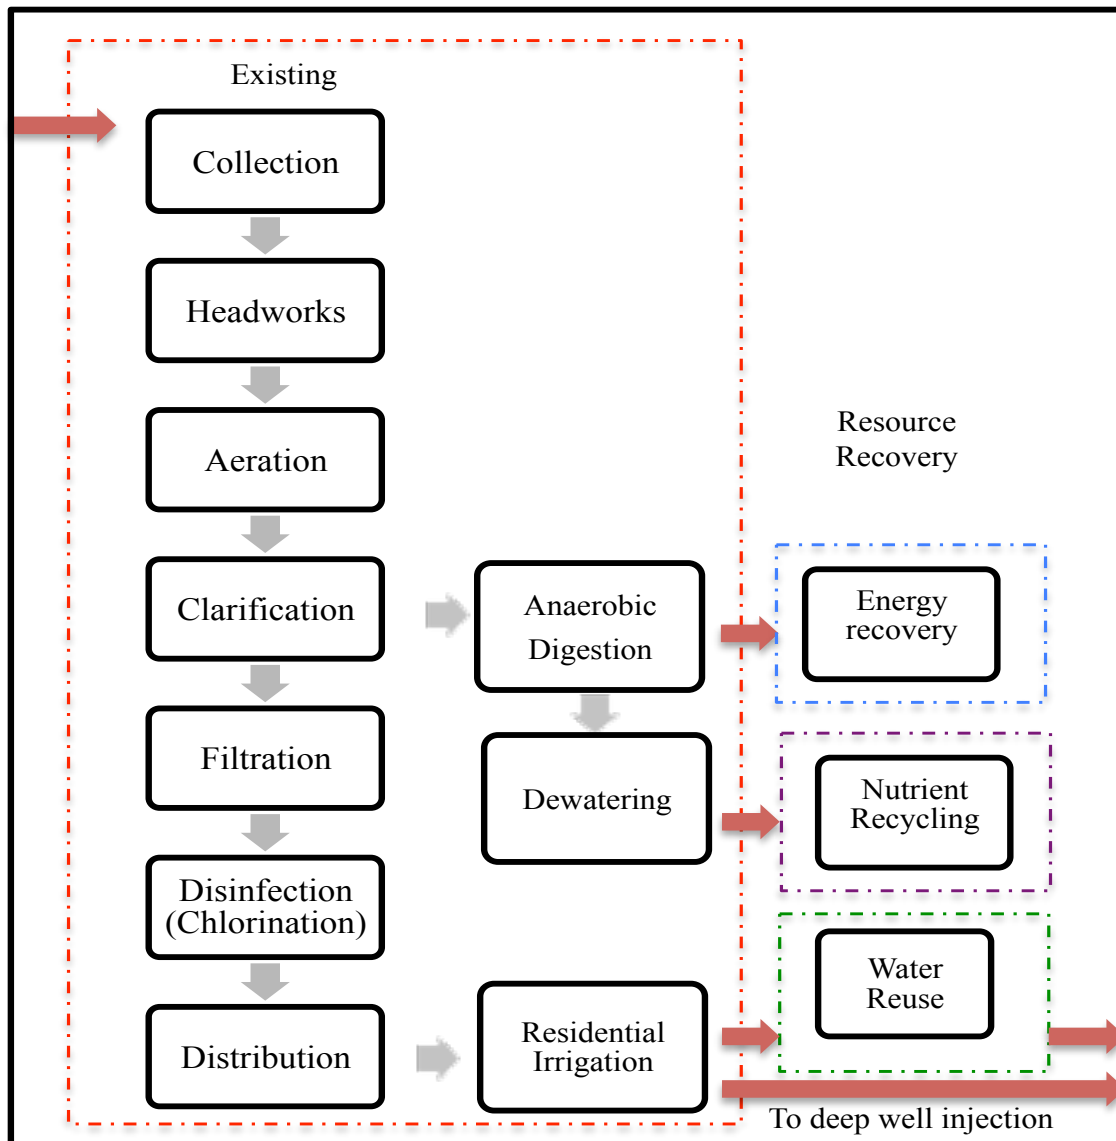 Existing
Collection
Headworks
Aeration
Clarification
Filtration
Disinfection
(Chlorination)
Distribution
Anaerobic
Digestion
Dewatering
Residential
Irrigation
Resource
Recovery
Energy
recovery
Nutrient
Recycling
Water
Reuse
To deep well injection